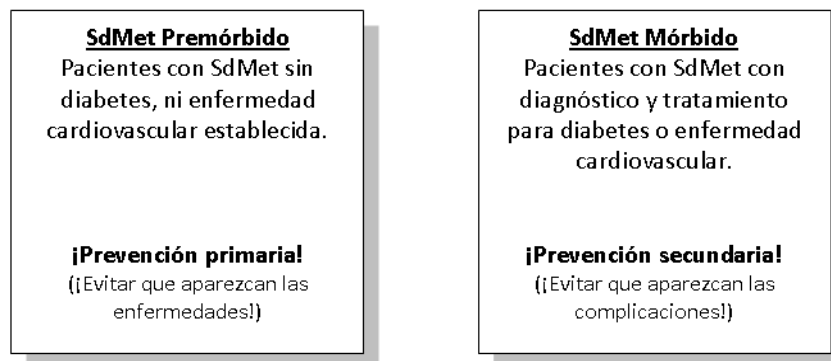 SdMet Premórbido
Pacientes con SdMet sin
diabetes, ni enfermedad
cardiovascular establecida.
¡Prevención primaria!
(¡Evitar que aparezcan las
enfermedades!)
SdMet Mórbido
Pacientes con SdMet con
diagnóstico y tratamiento
para diabetes o enfermedad
cardiovascular.
¡Prevención secundaria!
(¡Evitar que aparezcan las
complicaciones!)